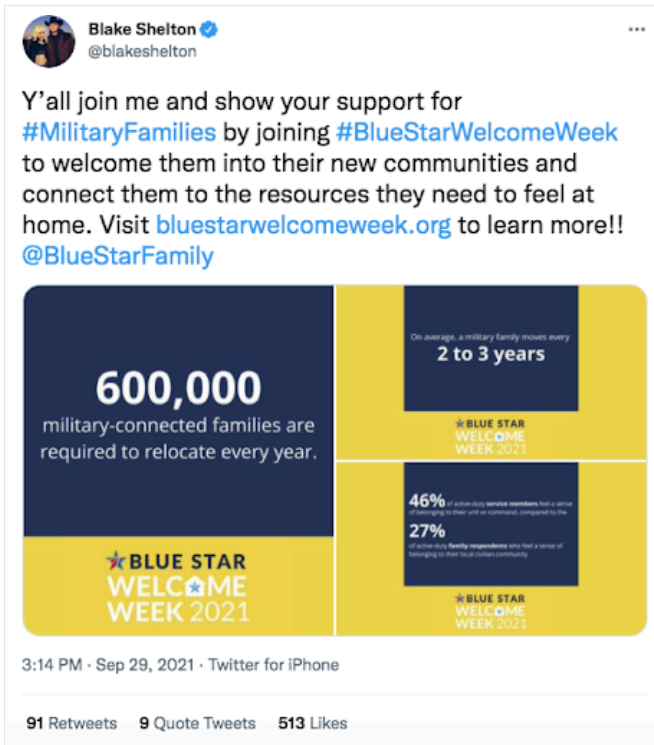 Blake Shelton
@blakeshelton
Y'all join me and show your support for
#MilitaryFamilies by joining #BlueStarWelcomeWeek
to welcome them into their new communities and
connect them to the resources they need to feel at
home. Visit bluestarwelcomeweek.org to learn more!!
@BlueStarFamily
600,000
military-connected families are
required to relocate every year.
BLUE STAR
WELCOME
WEEK 2021
On average, a military family moves every
2 to 3 years
BLUE STAR
WELCOME
WEEK 2021
46% of active-duty service members feel a sense
of belonging to their unit or command, compared to the
27%
of active-duty family respondents who feel a sense of
belonging to their local civilian community
BLUE STAR
WELCOME
WEEK 2021
3:14 PM · Sep 29, 2021 · Twitter for iPhone
91 Retweets 9 Quote Tweets 513 Likes